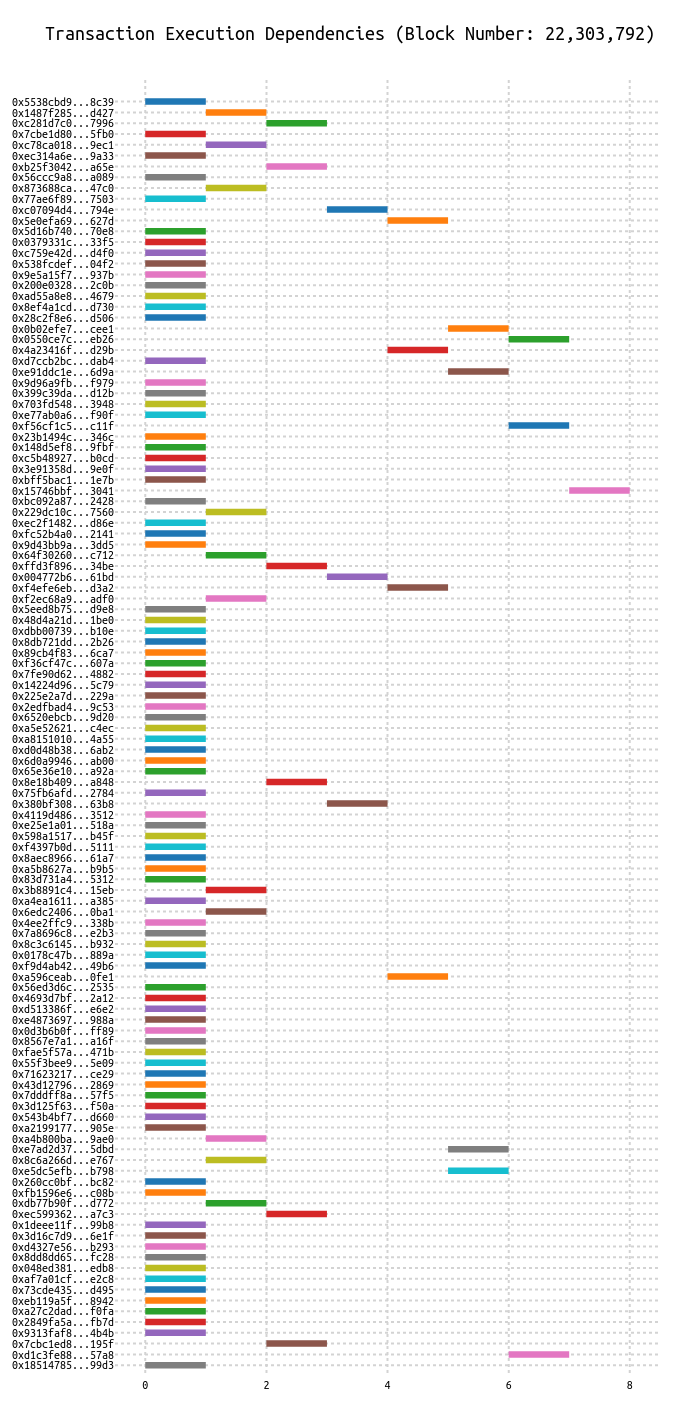 Transaction Execution Dependencies (Block Number: 22,303,792)
0x5538cbd9...8c39
0x1487f285...d427
0xc281d7c0...7996
0x7cbe1d80...5fb0
0xc78ca018...9ec1
0xec314a6e...9a33
0xb25f3042...a65e
0x56ccc9a8...a089
0x873688ca...47c0
0x77ae6f89...7503
0xc07094d4...794e
0x5e0efa69...627d
0x5d16b740...70e8
0x0379331c...33f5
0xc759e42d...d4f0
0x538fcdef...04f2
0x9e5a15f7...937b
0x200e0328...2c0b
0xad55a8e8...4679
0x8ef4a1cd...d730
0x28c2f8e6...d506
0x0b02efe7...cee1
0x0550ce7c...eb26
0x4a23416f...d29b
0xd7ccb2bc...dab4
0xe91ddc1e...6d9a
0x9d96a9fb...f979
0x399c39da...d12b
0x703fd548...3948
0xe77ab0a6...f90f
0xf56cf1c5...c11f
0x23b1494c...346c
0x148d5ef8...9fbf
0xc5b48927...b0cd
0x3e91358d...9e0f
0xbff5bac1...1e7b
0x15746bbf...3041
0xbc092a87...2428
0x229dc10c...7560
0xec2f1482...d86e
0xfc52b4a0...2141
0x9d43bb9a...3dd5
0x64f30260...c712
0xffd3f896...34be
0x004772b6...61bd
0xf4efe6eb...d3a2
0xf2ec68a9...adf0
0x5eed8b75...d9e8
0x48d4a21d...1be0
0xdbb00739...b10e
0x8db721dd...2b26
0x89cb4f83...6ca7
0xf36cf47c...607a
0x7fe90d62...4882
0x14224d96...5c79
0x225e2a7d...229a
0x2edfbad4...9c53
0x6520ebcb...9d20
0xa5e52621...c4ec
0xa8151010...4a55
0xd0d48b38...6ab2
0x6d0a9946...ab00
0x65e36e10...a92a
0x8e18b409...a848
0x75fb6afd...2784
0x380bf308...63b8
0x4119d486...3512
0xe25e1a01...518a
0x598a1517...b45f
0xf4397b0d...5111
0x8aec8966...61a7
0xa5b8627a...b9b5
0x83d731a4...5312
0x3b8891c4...15eb
0xa4ea1611...a385
0x6edc2406...0ba1
0x4ee2ffc9...338b
0x7a8696c8...e2b3
0x8c3c6145...b932
0x0178c47b...889a
0xf9d4ab42...49b6
0xa596ceab...0fe1
0x56ed3d6c...2535
0x4693d7bf...2a12
0xd513386f...e6e2
0xe4873697...988a
0x0d3b6b0f...ff89
0x8567e7a1...a16f
0xfae5f57a...471b
0x55f3bee9...5e09
0x71623217...ce29
0x43d12796...2869
0x7dddff8a...57f5
0x3d125f63...f50a
0x543b4bf7...d660
0xa2199177...905e
0xa4b800ba...9ae0
0xe7ad2d37...5dbd
0x8c6a266d...e767
0xe5dc5efb...b798
0x260cc0bf...bc82
0xfb1596e6...c08b
0xdb77b90f...d772
0xec599362...a7c3
0x1deee11f...99b8
0x3d16c7d9...6e1f
0xd4327e56...b293
0x8dd8dd65...fc28
0x048ed381...edb8
0xaf7a01cf...e2c8
0x73cde435...d495
0xeb119a5f...8942
0xa27c2dad...f0fa
0x2849fa5a...fb7d
0x9313faf8...4b4b
0x7cbc1ed8...195f
0xd1c3fe88...57a8
0x18514785...99d3
0 2 4 6 8